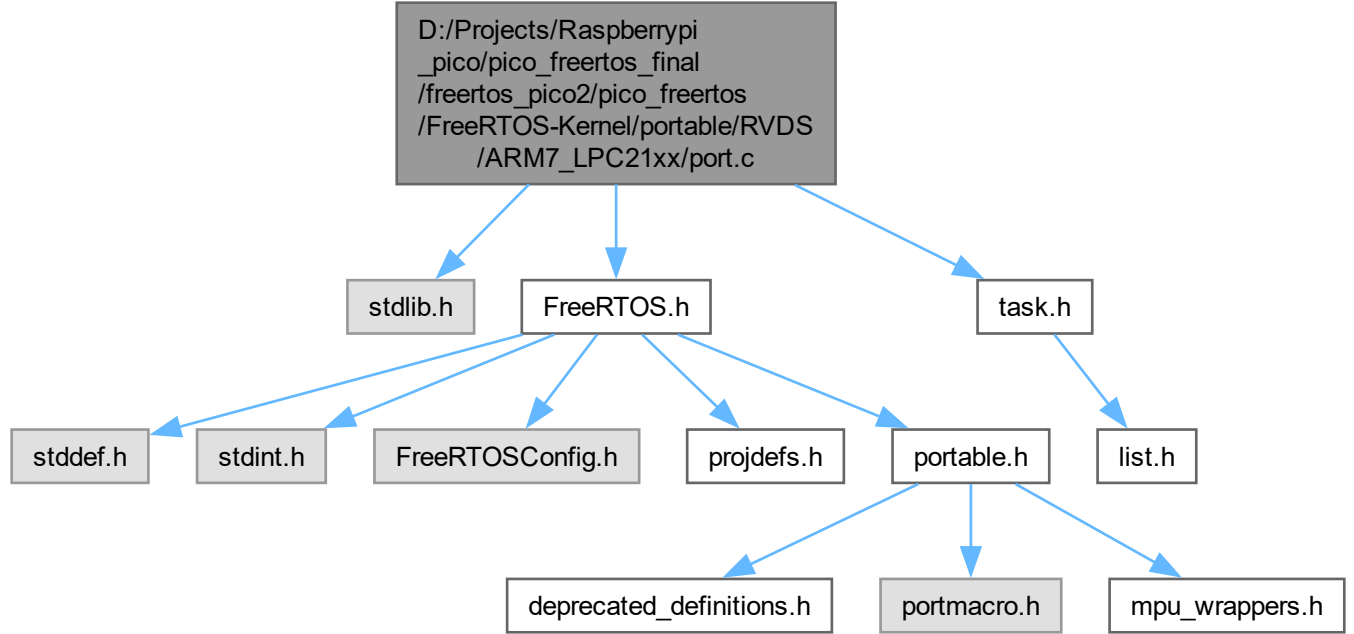 D:/Projects/Raspberrypi
_pico/pico_freertos_final
/freertos_pico2/pico_freertos
/FreeRTOS-Kernel/portable/RVDS
/ARM7_LPC21xx/port.c
stdlib.h
FreeRTOS.h
task.h
stddef.h
stdint.h
FreeRTOSConfig.h
projdefs.h
portable.h
list.h
deprecated_definitions.h
portmacro.h
mpu_wrappers.h